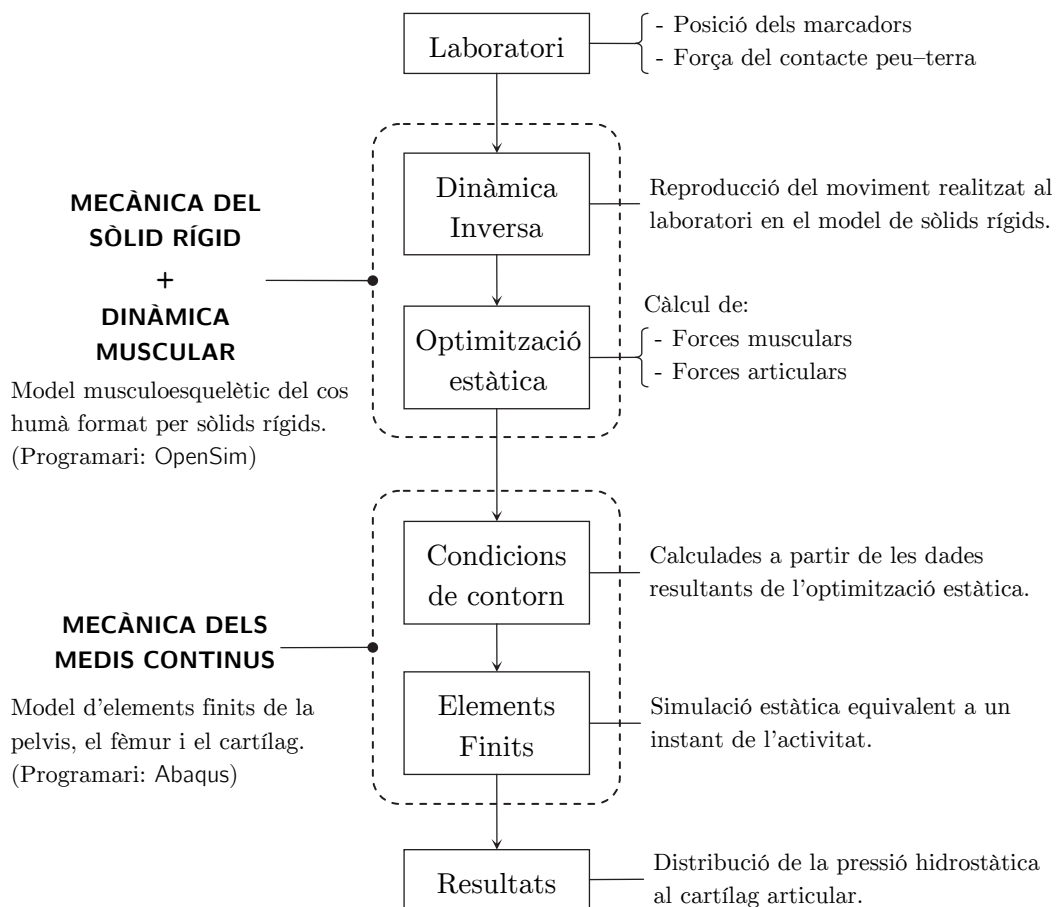 Laboratori
- Posició dels marcadors
- Força del contacte peu–terra
MECÀNICA DEL
SÒLID RÍGID
+
DINÀMICA
MUSCULAR
Model musculoesquelètic del cos
humà format per sòlids rígids.
(Programari: OpenSim)
Dinàmica
Inversa
Reproducció del moviment realitzat al
laboratori en el model de sòlids rígids.
Optimització
estàtica
Càlcul de:
- Forces musculars
- Forces articulars
MECÀNICA DELS
MEDIS CONTINUS
Model d'elements finits de la
pelvis, el fèmur i el cartílag.
(Programari: Abaqus)
Condicions
de contorn
Calculades a partir de les dades
resultants de l'optimització estàtica.
Elements
Finits
Simulació estàtica equivalent a un
instant de l'activitat.
Resultats
Distribució de la pressió hidrostàtica
al cartílag articular.